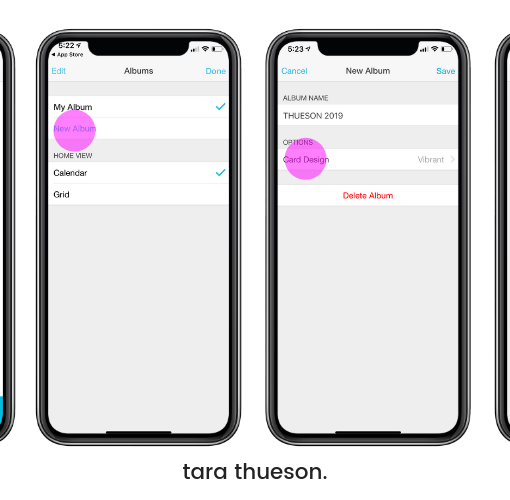 5:22
App Store
Edit
Albums
Done
My Album
New Album
HOME VIEW
Calendar
Grid
5:23
Cancel
New Album
Save
ALBUM NAME
THUESON 2019
OPTIONS
Card Design
Vibrant
Delete Album
tara thueson.